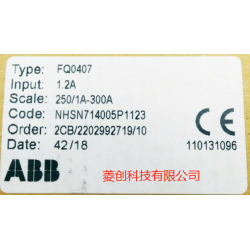 Type: FQ0407
Input: 1.2A
Scale: 250/1A-300A
Code: NHSN714005P1123
Order: 2CB/2202992719/10
Date: 42/18
CE
110131096
ABB
菱创科技有限公司